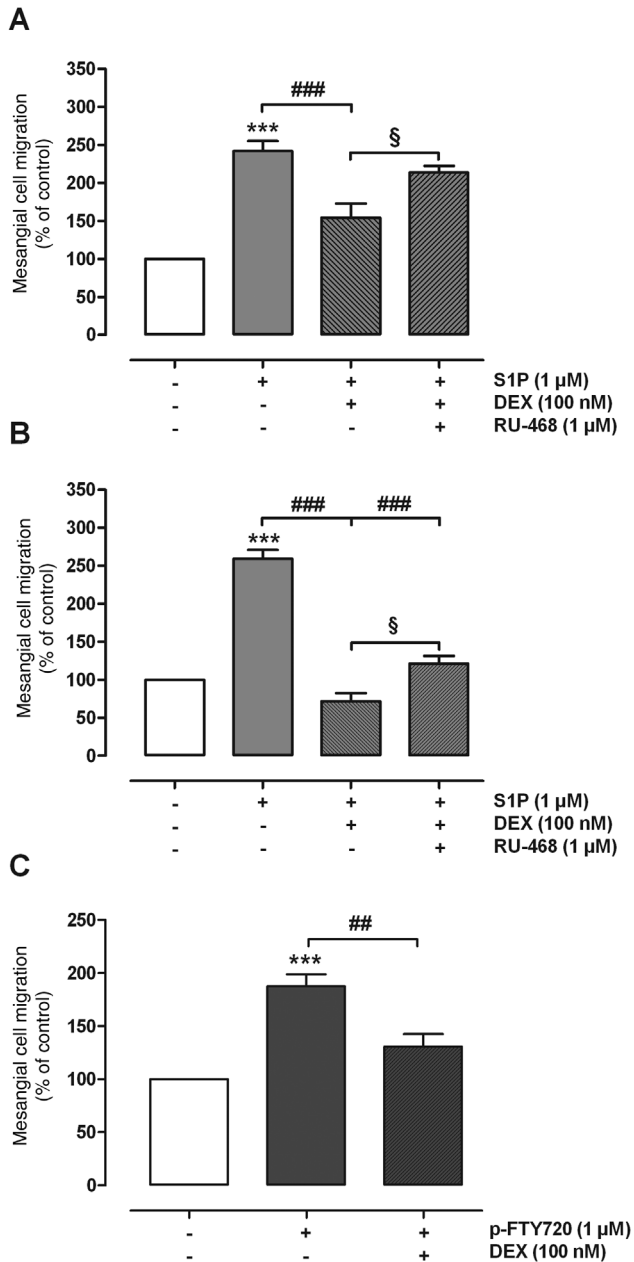 A
Mesangial cell migration
(% of control)
350
300
250
200
150
100
50
0
###
***
§
- + + + S1P (1 µM)
- - + + DEX (100 nM)
- - - + RU-468 (1 µM)
B
Mesangial cell migration
(% of control)
350
300
250
200
150
100
50
0
### ###
***
§
- + + + S1P (1 µM)
- - + + DEX (100 nM)
- - - + RU-468 (1 µM)
C
Mesangial cell migration
(% of control)
250
200
150
100
50
0
##
***
- + + p-FTY720 (1 µM)
- - + DEX (100 nM)